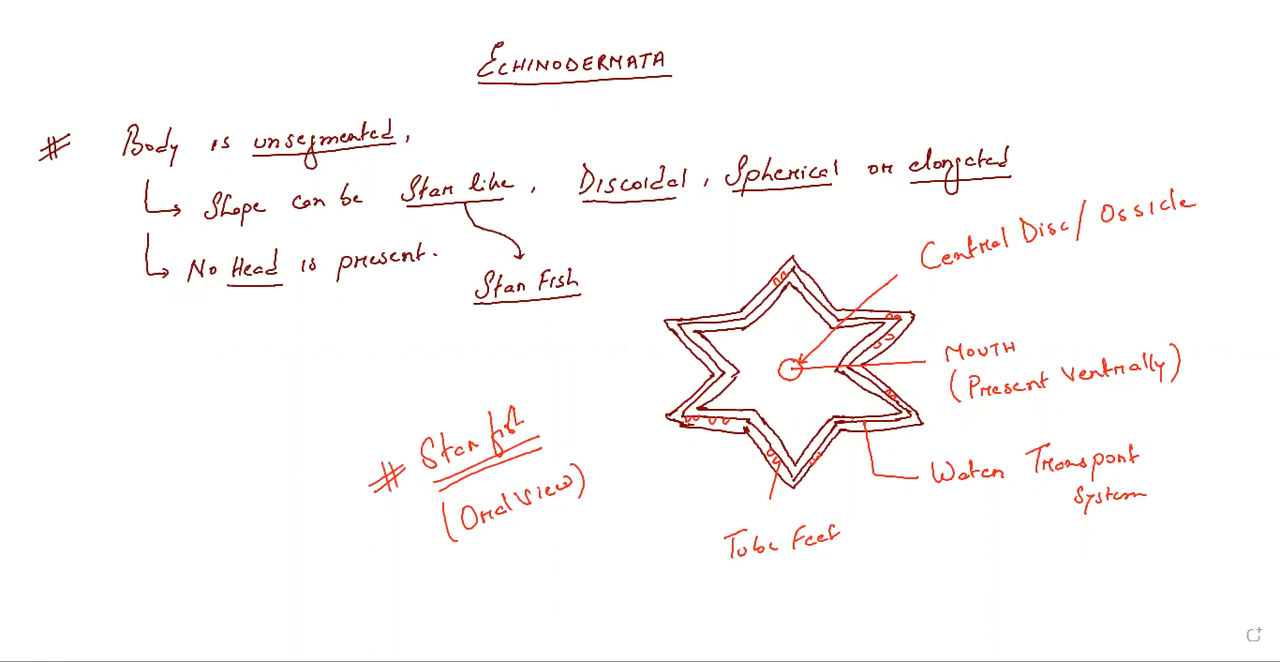 ECHINODERMATA
# Body is unsegmented,
↳ Shape can be Star like, Discoidal, Spherical or elongated
↳ No Head is present.
Star Fish
Central Disc/ Ossicle
MOUTH
(Present Ventrally)
# Star fish
(Oral View)
Water Transport
System
Tube Feet